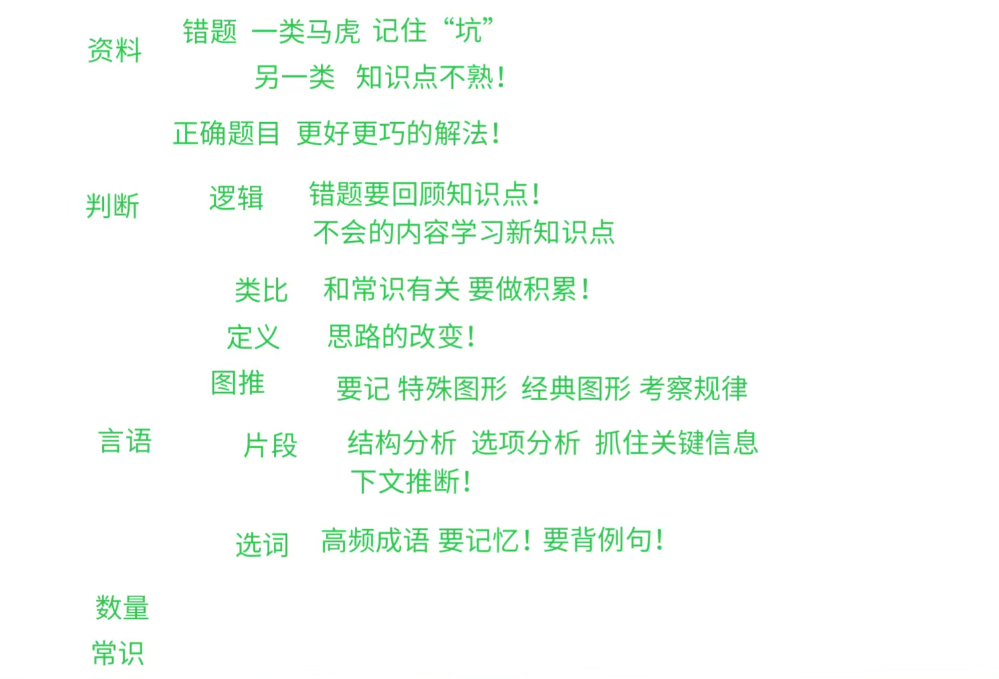 资料 错题 一类马虎 记住“坑”
另一类 知识点不熟！
正确题目 更好更巧的解法！
判断 逻辑 错题要回顾知识点！
不会的内容学习新知识点
类比 和常识有关 要做积累！
定义 思路的改变！
图推 要记 特殊图形 经典图形 考察规律
言语 片段 结构分析 选项分析 抓住关键信息
下文推断！
选词 高频成语 要记忆！要背例句！
数量
常识